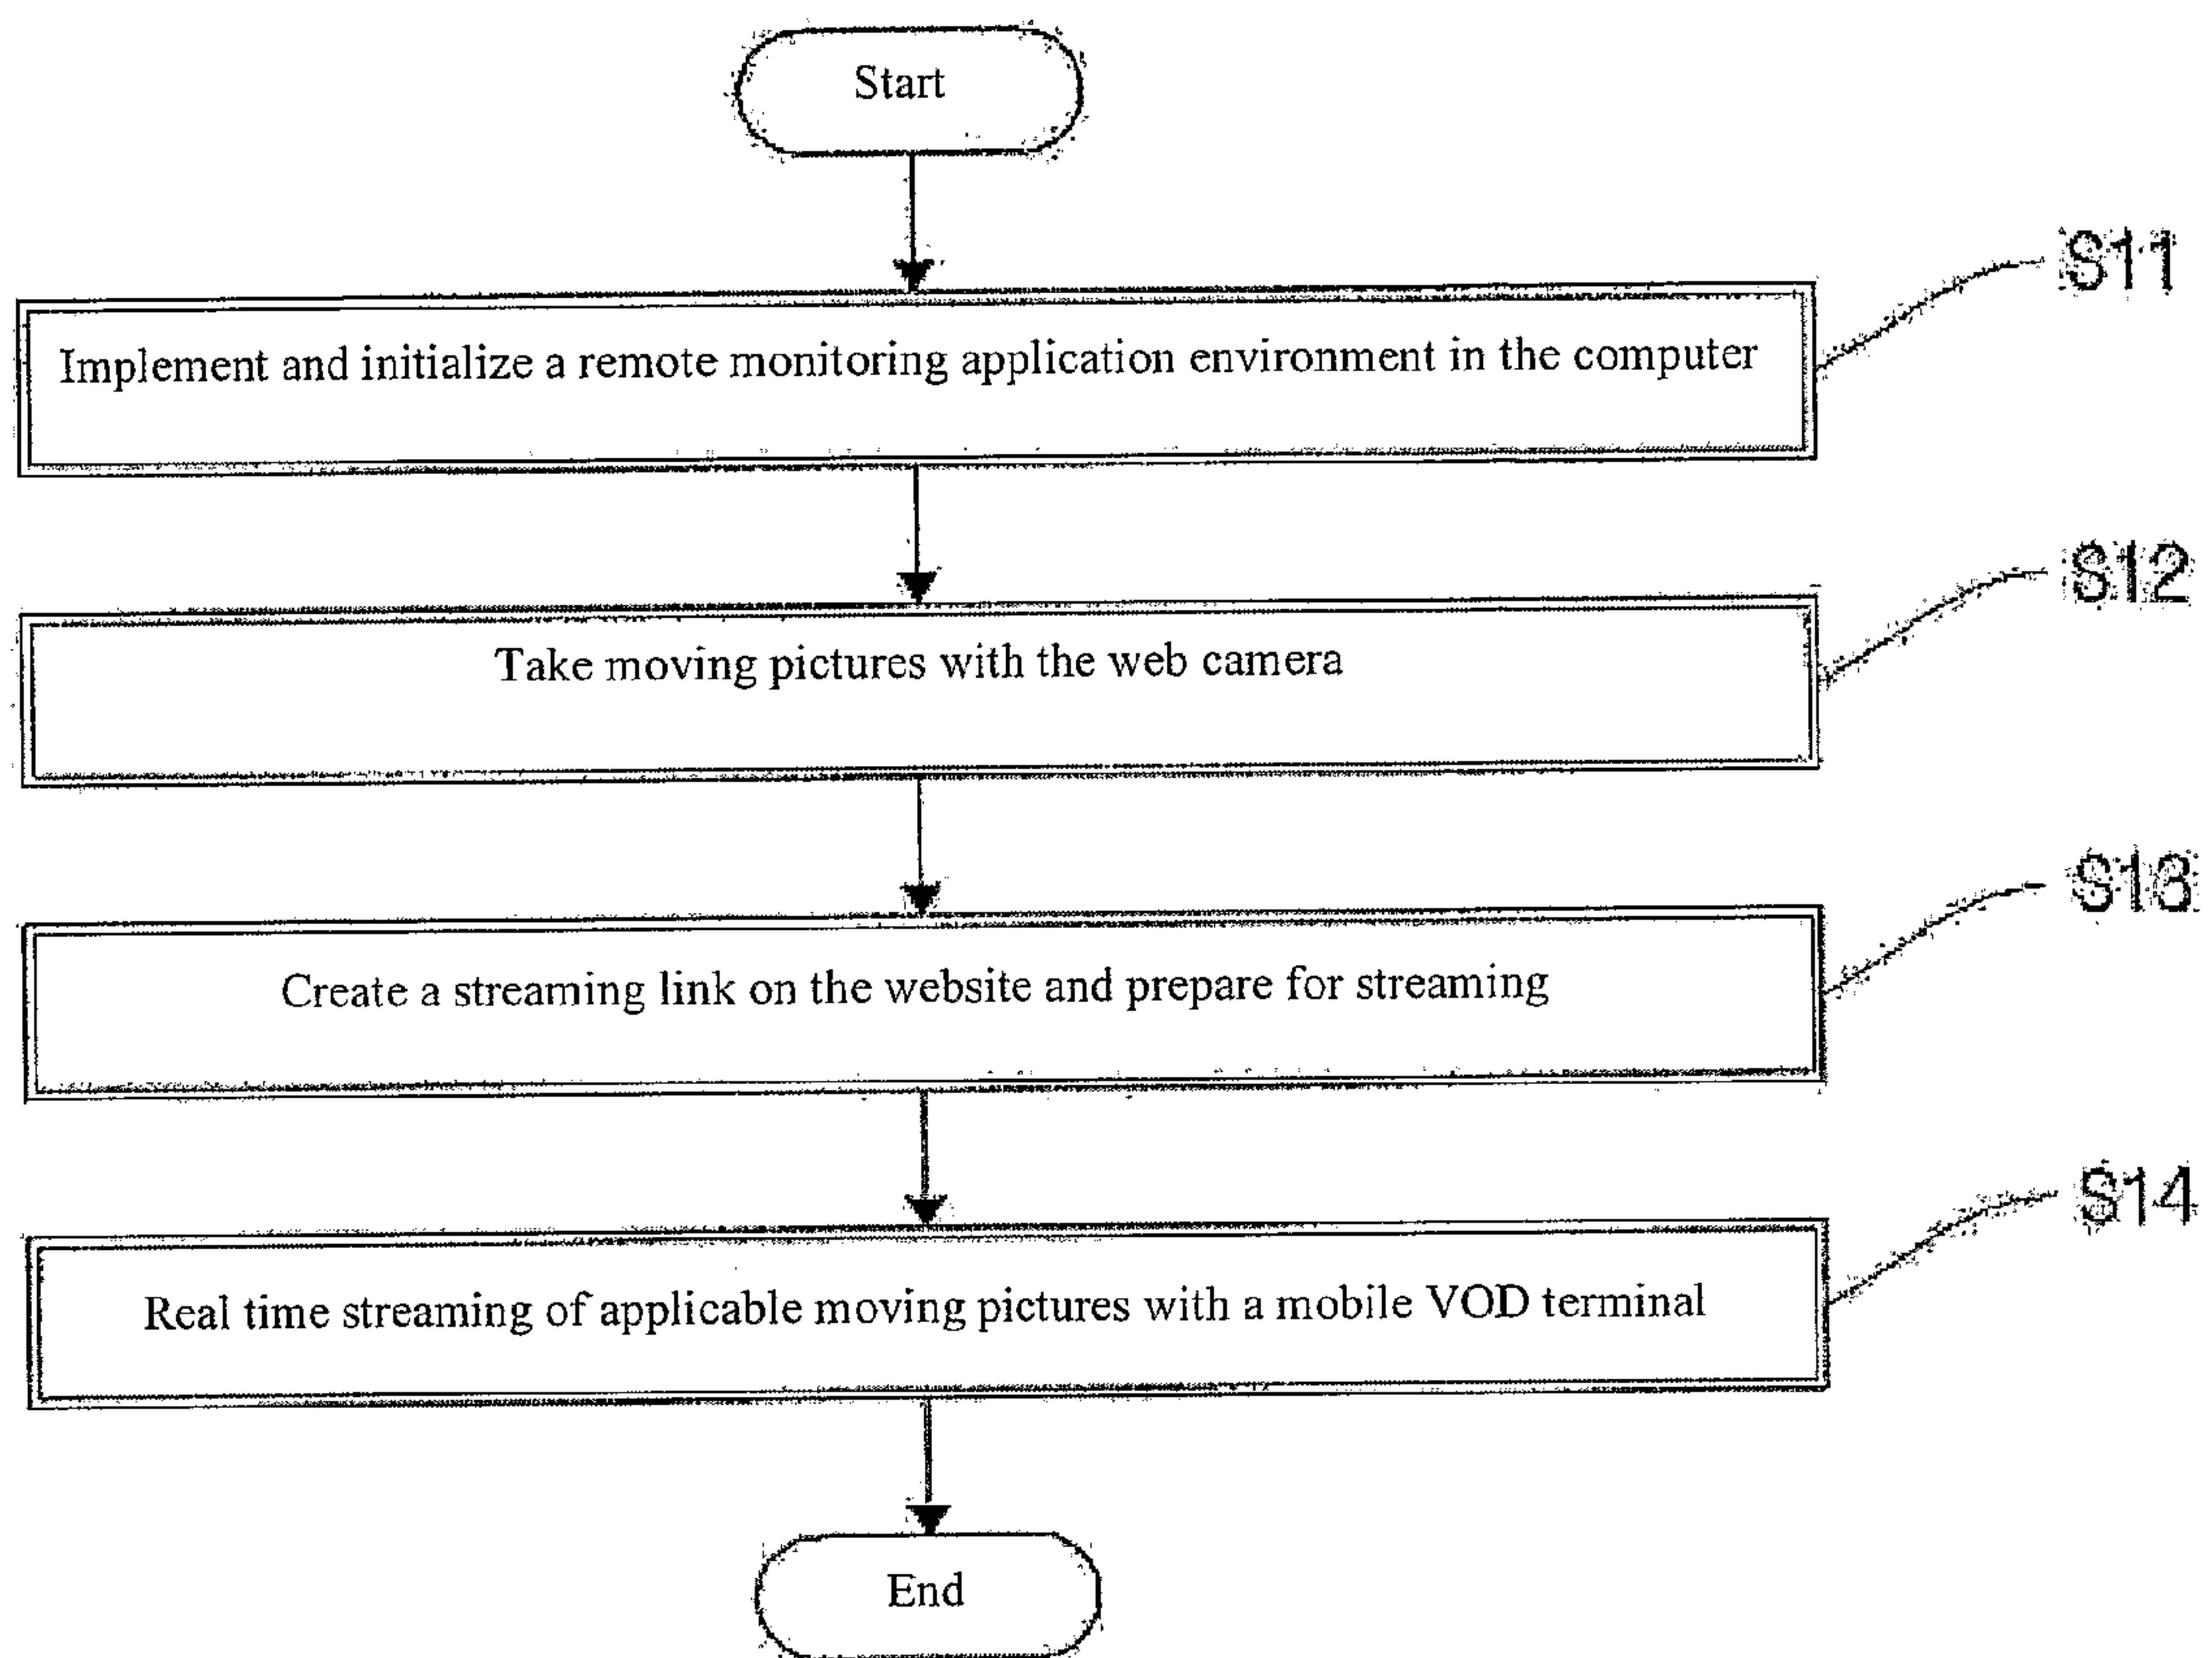 Start
S11
Implement and initialize a remote monitoring application environment in the computer
S12
Take moving pictures with the web camera
S13
Create a streaming link on the website and prepare for streaming
S14
Real time streaming of applicable moving pictures with a mobile VOD terminal
End